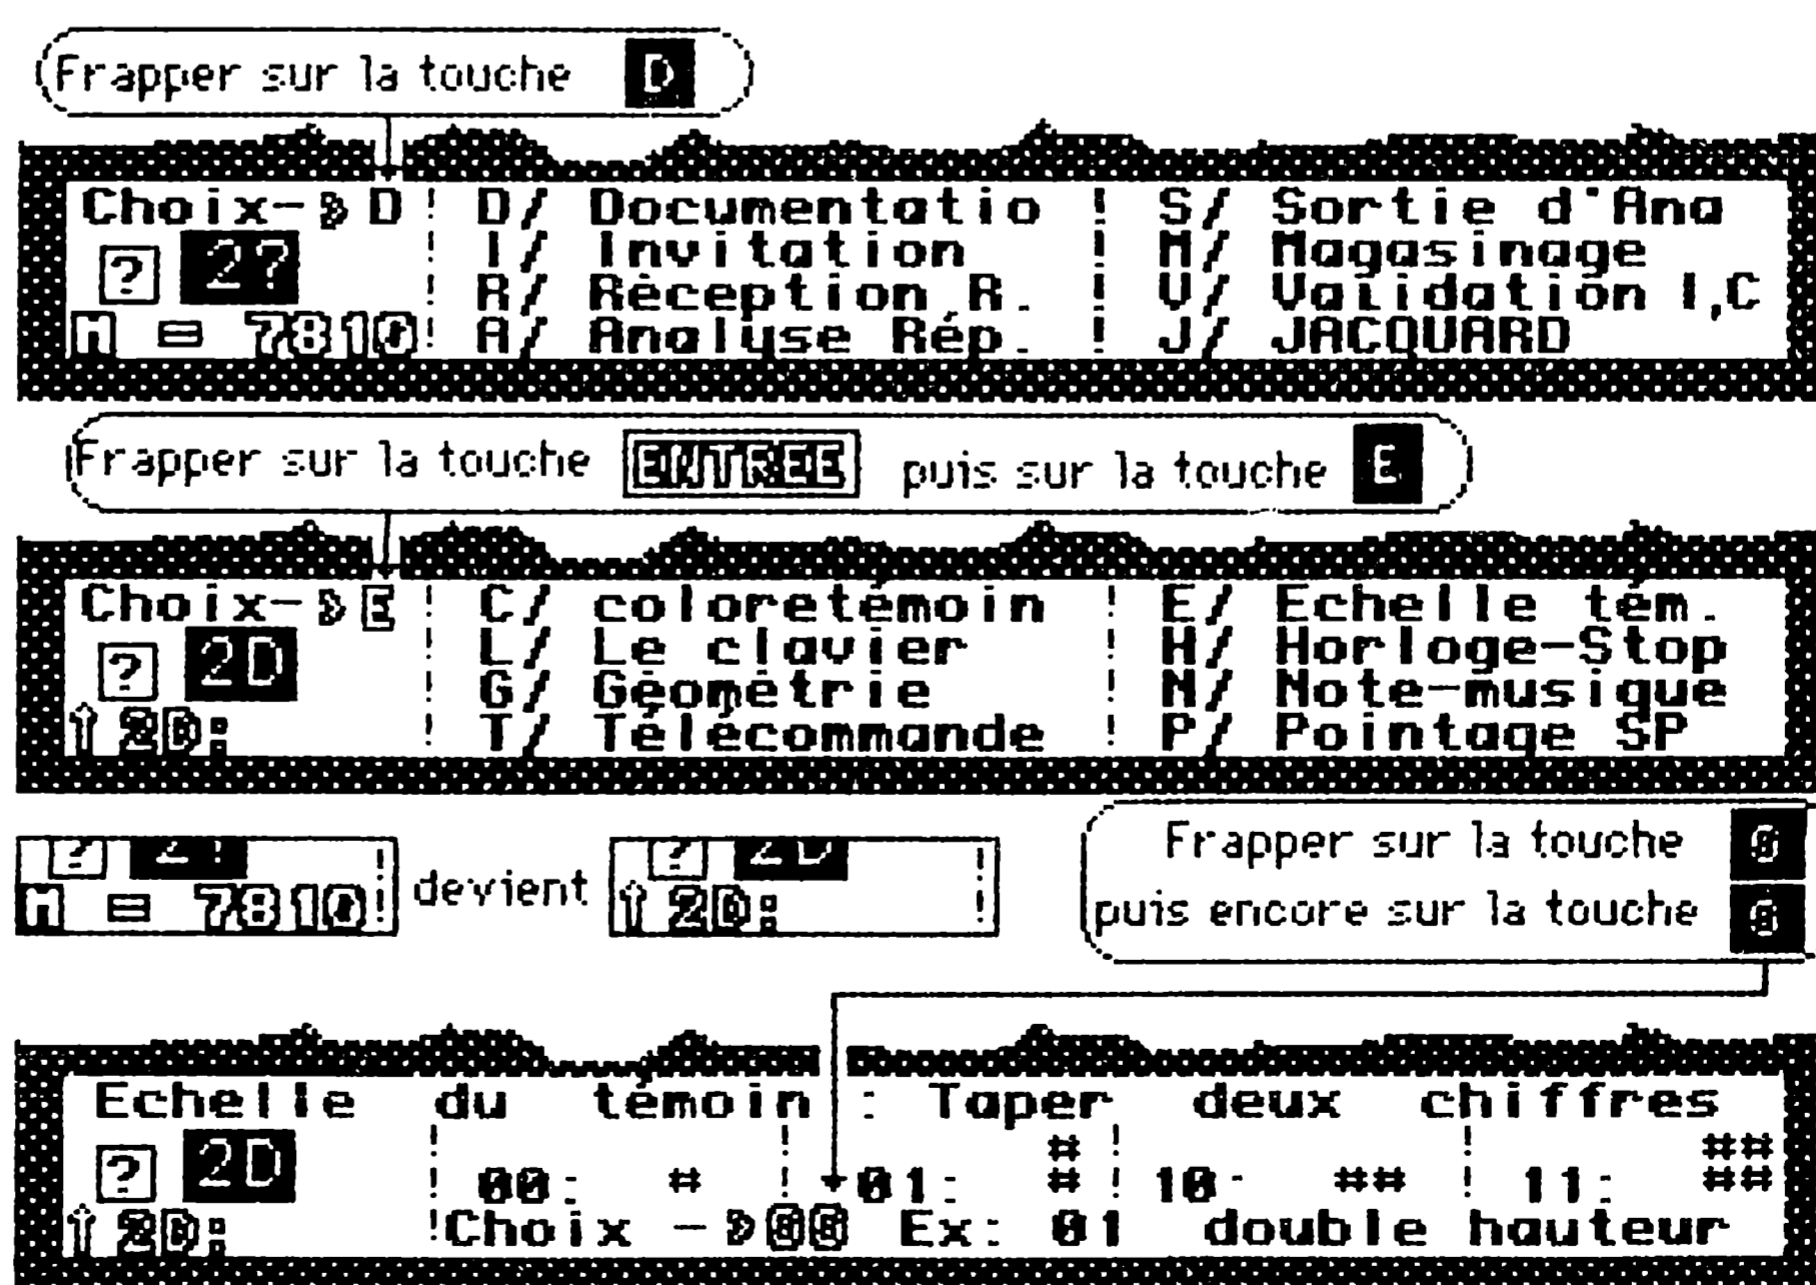 Frapper sur la touche D
Choix-> D ! D/ Documentatio ! S/ Sortie d'Ana
? 2? ! I/ Invitation ! M/ Magasinage
! R/ Réception R. ! V/ Validation I,C
M = 7810 ! A/ Analyse Rép. ! J/ JACQUARD
Frapper sur la touche ENTREE puis sur la touche E
Choix->E ! C/ coloretémoin ! E/ Echelle tém.
? 2D ! L/ Le clavier ! H/ Horloge-Stop
! G/ Géométrie ! N/ Note-musique
↑ 2D: ! T/ Télécommande ! P/ Pointage SP
? 2? !
M = 7810 !
devient
? 2D !
↑ 2D: !
Frapper sur la touche 0
puis encore sur la touche 0
Echelle du témoin : Taper deux chiffres
! ! # ! ! ##
? 2D ! 00: # ! 01: # ! 10: ## ! 11: ##
↑ 2D: !Choix ->00 Ex: 01 double hauteur